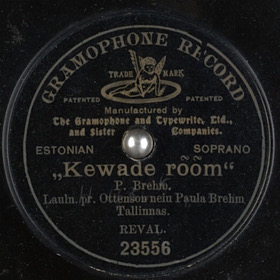 GRAMOPHONE RECORD
TRADE MARK
PATENTED PATENTED
Manufactured by
The Gramophone and Typewrite, Ltd.,
and Sister Companies.
ESTONIAN SOPRANO
„Kewade rõõm“
P. Brehm.
Lauln. pr. Ottenson neiu Paula Brehm
Tallinnas.
REVAL.
23556